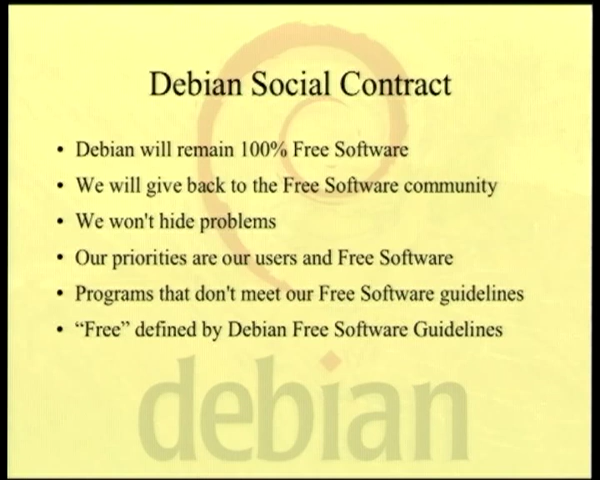 Debian Social Contract
• Debian will remain 100% Free Software
• We will give back to the Free Software community
• We won't hide problems
• Our priorities are our users and Free Software
• Programs that don't meet our Free Software guidelines
• “Free” defined by Debian Free Software Guidelines
debian